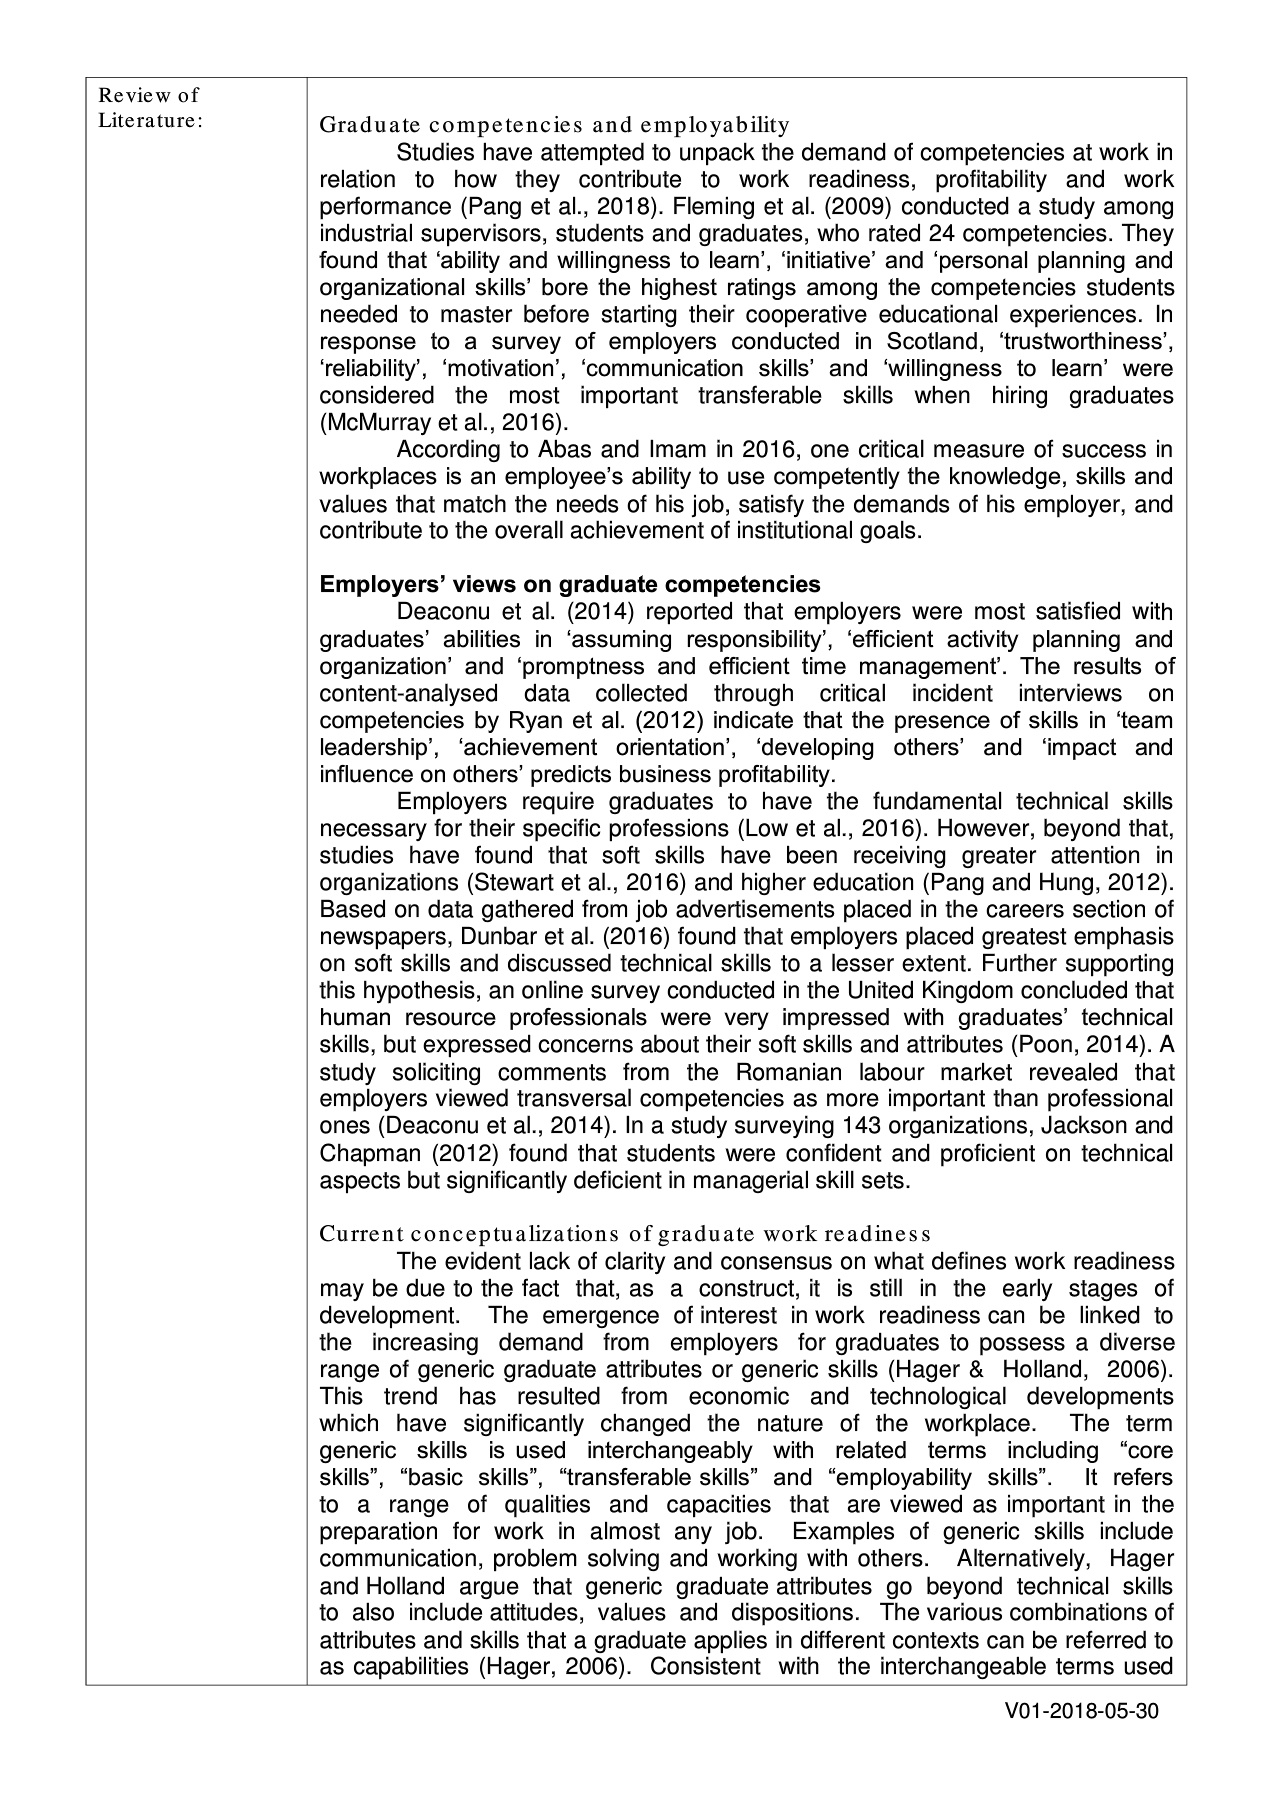 Review of
Literature:
Graduate competencies and employability
Studies have attempted to unpack the demand of competencies at work in
relation to how they contribute to work readiness, profitability and work
performance (Pang et al., 2018). Fleming et al. (2009) conducted a study among
industrial supervisors, students and graduates, who rated 24 competencies. They
found that ‘ability and willingness to learn’, ‘initiative’ and ‘personal planning and
organizational skills’ bore the highest ratings among the competencies students
needed to master before starting their cooperative educational experiences. In
response to a survey of employers conducted in Scotland, ‘trustworthiness’,
‘reliability’, ‘motivation’, ‘communication skills’ and ‘willingness to learn’ were
considered the most important transferable skills when hiring graduates
(McMurray et al., 2016).
According to Abas and Imam in 2016, one critical measure of success in
workplaces is an employee’s ability to use competently the knowledge, skills and
values that match the needs of his job, satisfy the demands of his employer, and
contribute to the overall achievement of institutional goals.
Employers’ views on graduate competencies
Deaconu et al. (2014) reported that employers were most satisfied with
graduates’ abilities in ‘assuming responsibility’, ‘efficient activity planning and
organization’ and ‘promptness and efficient time management’. The results of
content-analysed data collected through critical incident interviews on
competencies by Ryan et al. (2012) indicate that the presence of skills in ‘team
leadership’, ‘achievement orientation’, ‘developing others’ and ‘impact and
influence on others’ predicts business profitability.
Employers require graduates to have the fundamental technical skills
necessary for their specific professions (Low et al., 2016). However, beyond that,
studies have found that soft skills have been receiving greater attention in
organizations (Stewart et al., 2016) and higher education (Pang and Hung, 2012).
Based on data gathered from job advertisements placed in the careers section of
newspapers, Dunbar et al. (2016) found that employers placed greatest emphasis
on soft skills and discussed technical skills to a lesser extent. Further supporting
this hypothesis, an online survey conducted in the United Kingdom concluded that
human resource professionals were very impressed with graduates’ technical
skills, but expressed concerns about their soft skills and attributes (Poon, 2014). A
study soliciting comments from the Romanian labour market revealed that
employers viewed transversal competencies as more important than professional
ones (Deaconu et al., 2014). In a study surveying 143 organizations, Jackson and
Chapman (2012) found that students were confident and proficient on technical
aspects but significantly deficient in managerial skill sets.
Current conceptualizations of graduate work readiness
The evident lack of clarity and consensus on what defines work readiness
may be due to the fact that, as a construct, it is still in the early stages of
development. The emergence of interest in work readiness can be linked to
the increasing demand from employers for graduates to possess a diverse
range of generic graduate attributes or generic skills (Hager & Holland, 2006).
This trend has resulted from economic and technological developments
which have significantly changed the nature of the workplace. The term
generic skills is used interchangeably with related terms including “core
skills”, “basic skills”, “transferable skills” and “employability skills”. It refers
to a range of qualities and capacities that are viewed as important in the
preparation for work in almost any job. Examples of generic skills include
communication, problem solving and working with others. Alternatively, Hager
and Holland argue that generic graduate attributes go beyond technical skills
to also include attitudes, values and dispositions. The various combinations of
attributes and skills that a graduate applies in different contexts can be referred to
as capabilities (Hager, 2006). Consistent with the interchangeable terms used
V01-2018-05-30